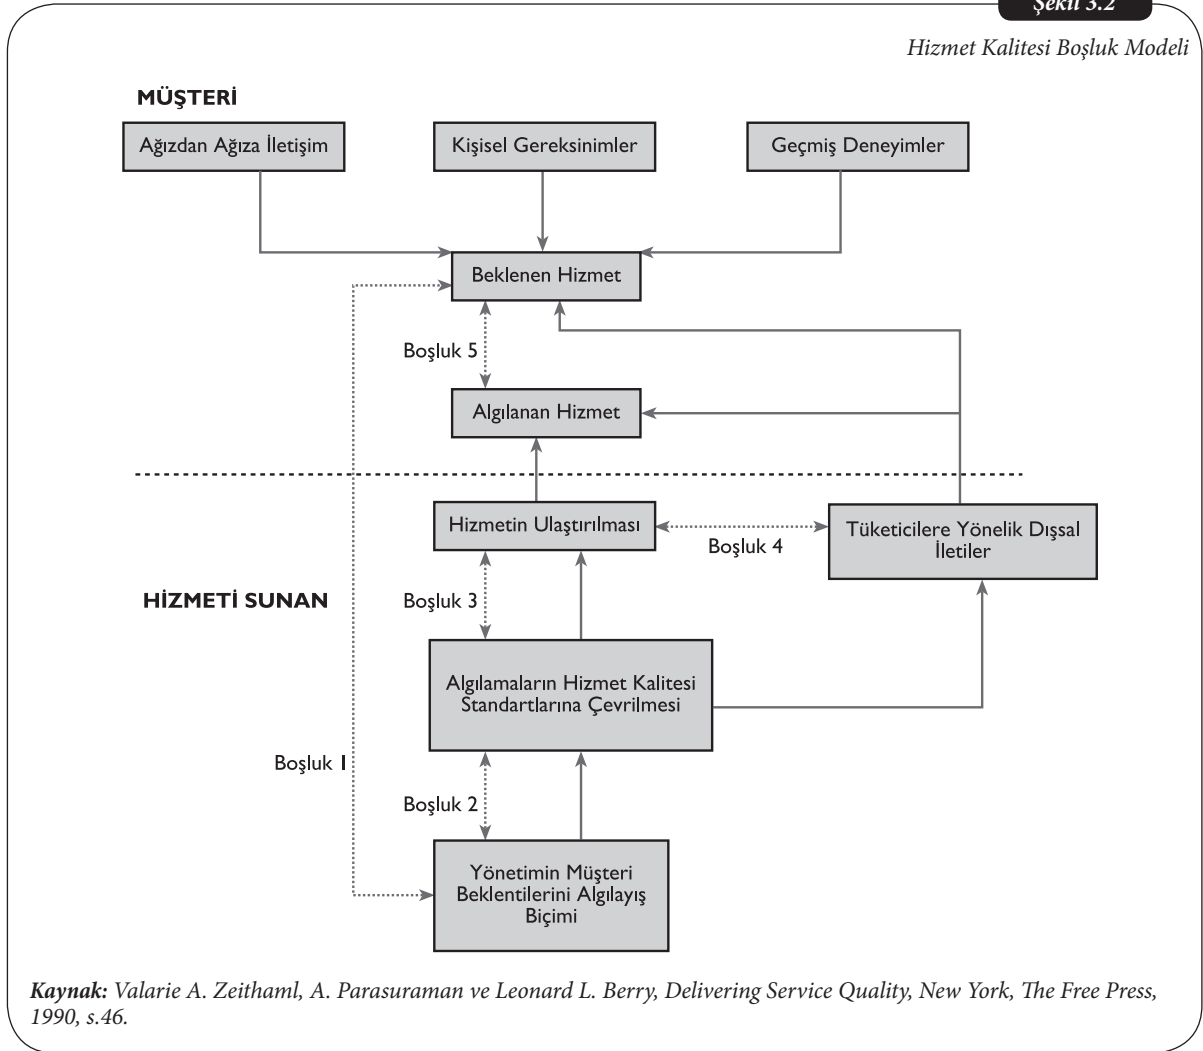 Şekil 3.2
Hizmet Kalitesi Boşluk Modeli
MÜŞTERİ
Ağızdan Ağıza İletişim
Kişisel Gereksinimler
Geçmiş Deneyimler
Beklenen Hizmet
Boşluk 5
Algılanan Hizmet
Hizmetin Ulaştırılması
Boşluk 4
Tüketicilere Yönelik Dışsal
İletiler
HİZMETİ SUNAN
Boşluk 3
Algılamaların Hizmet Kalitesi
Standartlarına Çevrilmesi
Boşluk 1
Boşluk 2
Yönetimin Müşteri
Beklentilerini Algılayış
Biçimi
Kaynak: Valarie A. Zeithaml, A. Parasuraman ve Leonard L. Berry, Delivering Service Quality, New York, The Free Press,
1990, s.46.